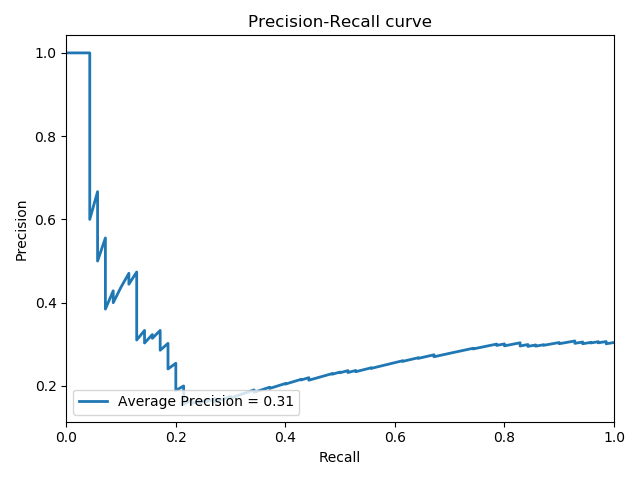 Precision-Recall curve
Precision
1.0
0.8
0.6
0.4
0.2
Average Precision = 0.31
0.0 0.2 0.4 0.6 0.8 1.0
Recall